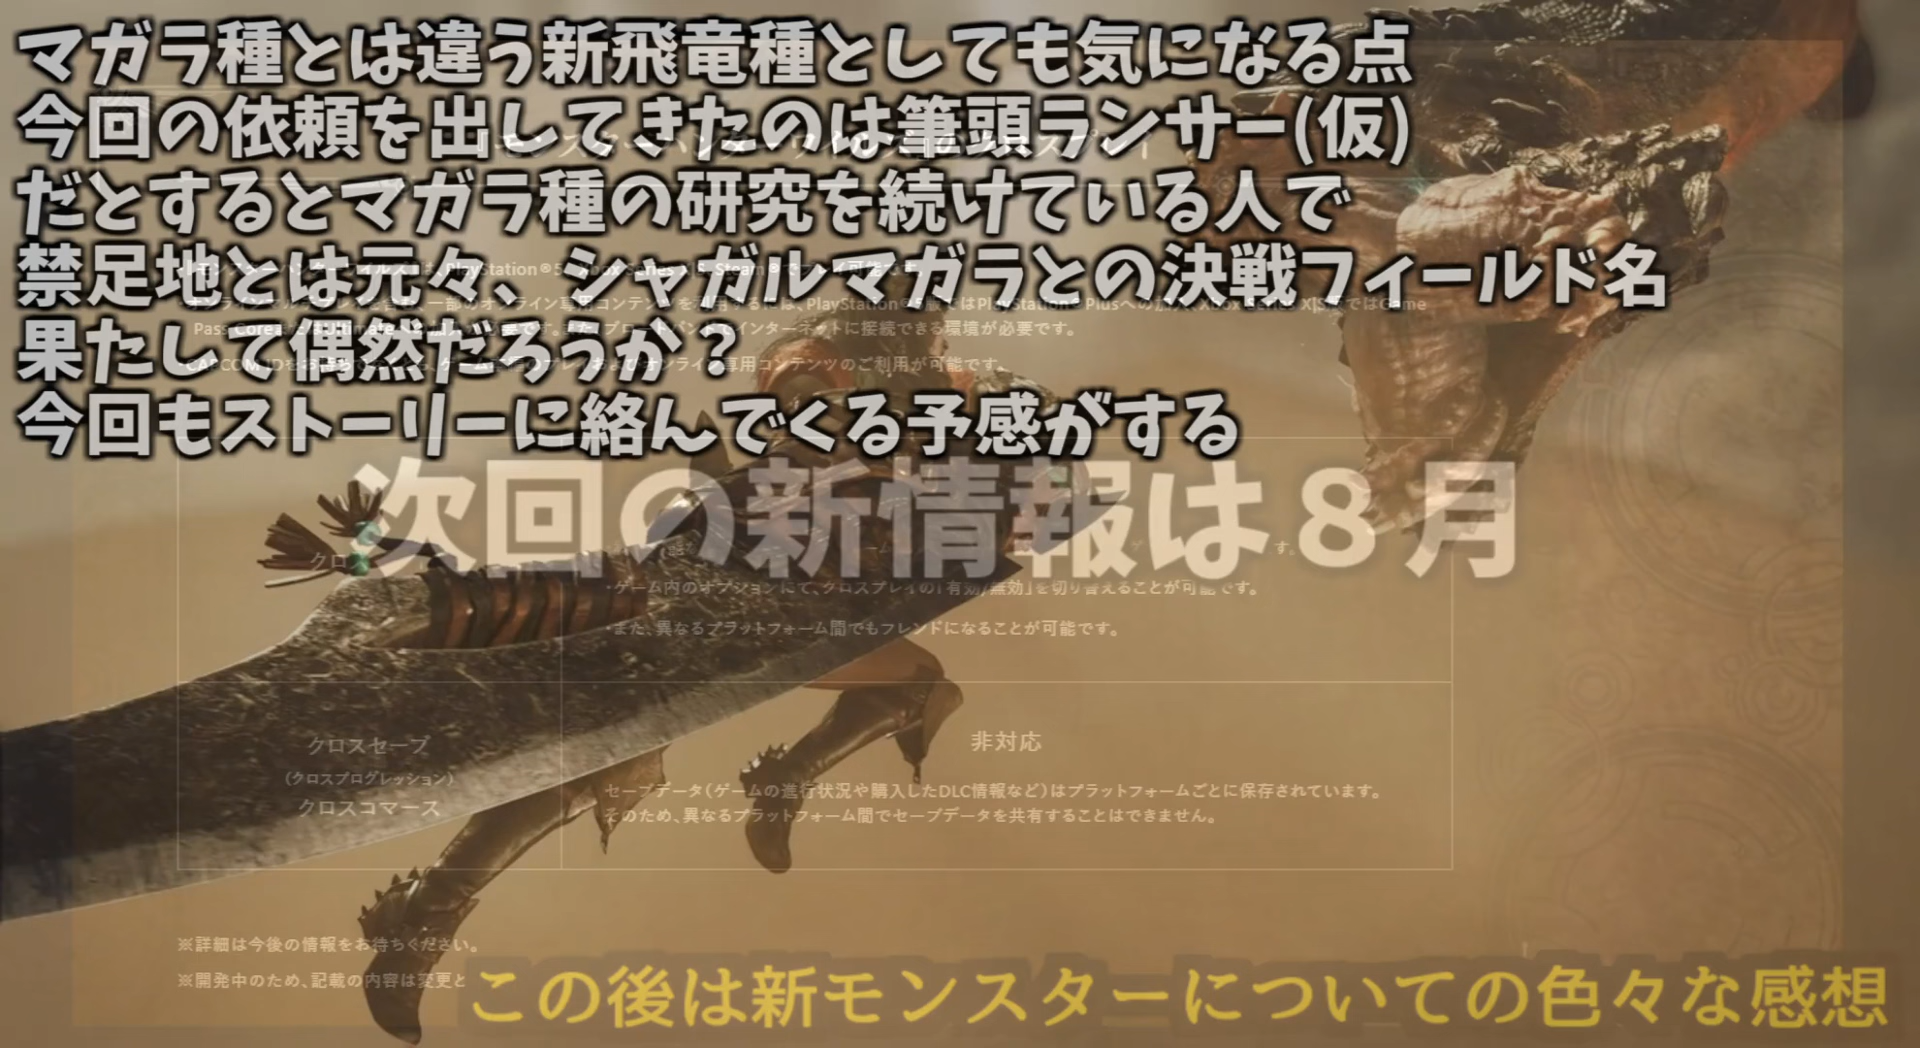 マガラ種とは違う新飛竜種としても気になる点
今回の依頼を出してきたのは筆頭ランサー(仮)
だとするとマガラ種の研究を続けている人で
禁足地とは元々、シャガルマガラとの決戦フィールド名
果たして偶然だろうか？
今回もストーリーに絡んでくる予感がする
次回の新情報は８月
・ゲーム内のオプションにて、クロスプレイの「有効/無効」を切り替えることが可能です。
・また、異なるプラットフォーム間でもフレンドになることが可能です。
クロスセーブ
(クロスプログレッション)
クロスコマース
非対応
セーブデータ(ゲームの進行状況や購入したDLC情報など)はプラットフォームごとに保存されています。
そのため、異なるプラットフォーム間でセーブデータを共有することはできません。
※詳細は今後の情報をお待ちください。
※開発中のため、記載の内容は変更と
この後は新モンスターについての色々な感想